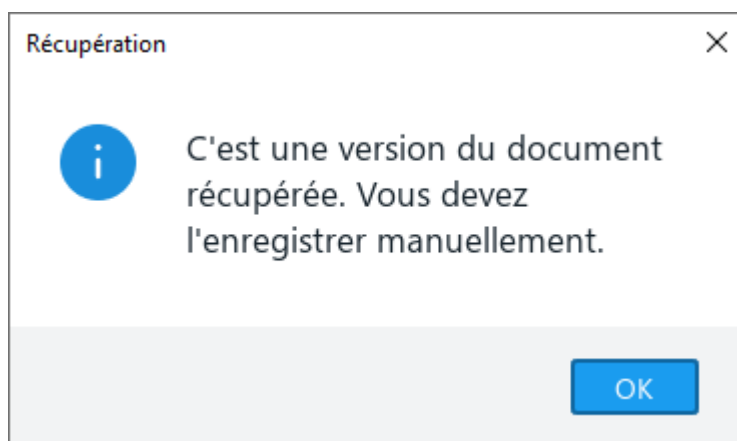 Récupération
C'est une version du document
récupérée. Vous devez
l'enregistrer manuellement.
OK